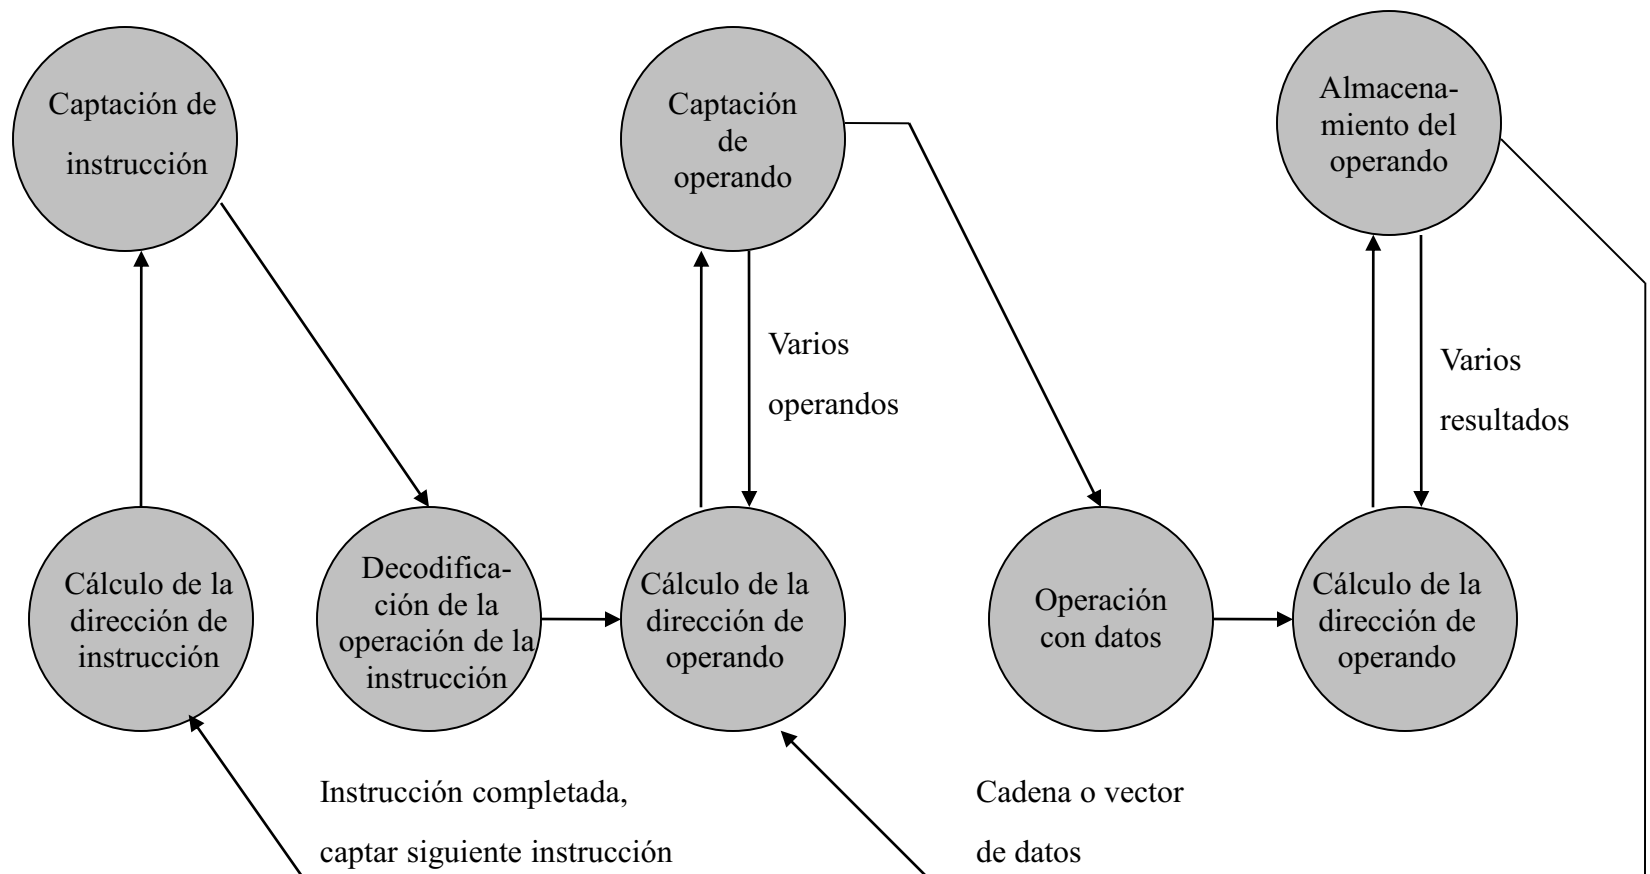 Captación de
instrucción
Captación
de
operando
Almacena-
miento del
operando
Varios
operandos
Varios
resultados
Cálculo de la
dirección de
instrucción
Decodifica-
ción de la
operación de la
instrucción
Cálculo de la
dirección de
operando
Operación
con datos
Cálculo de la
dirección de
operando
Instrucción completada,
captar siguiente instrucción
Cadena o vector
de datos